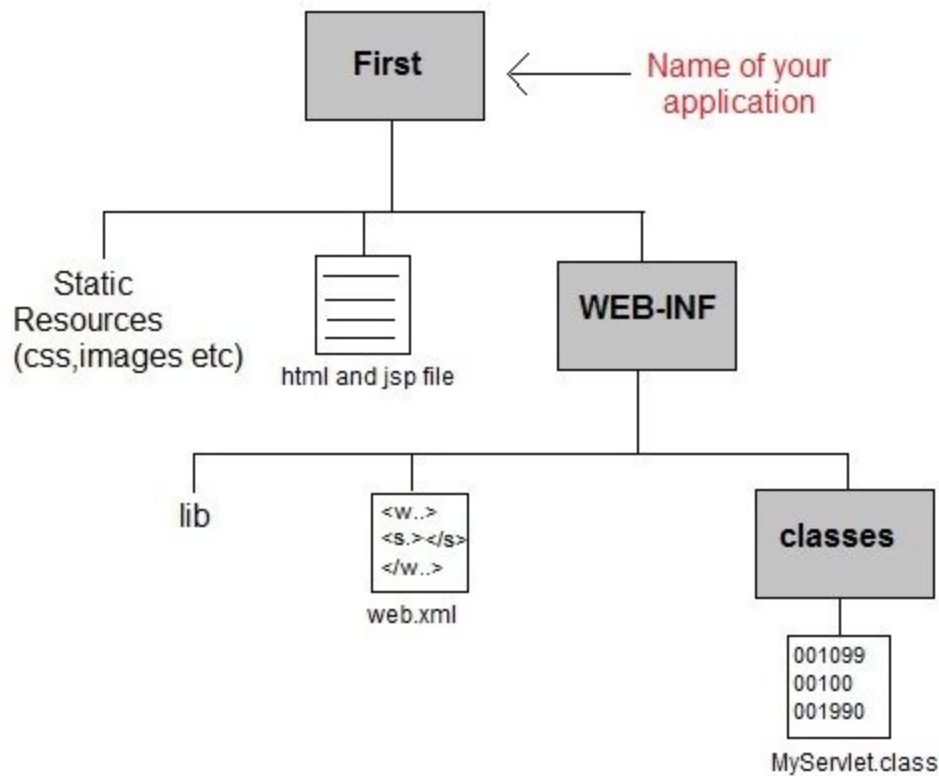 First
Name of your
application
Static
Resources
(css,images etc)
html and jsp file
WEB-INF
lib
<w..>
<s.></s>
</w..>
web.xml
classes
001099
00100
001990
MyServlet.class